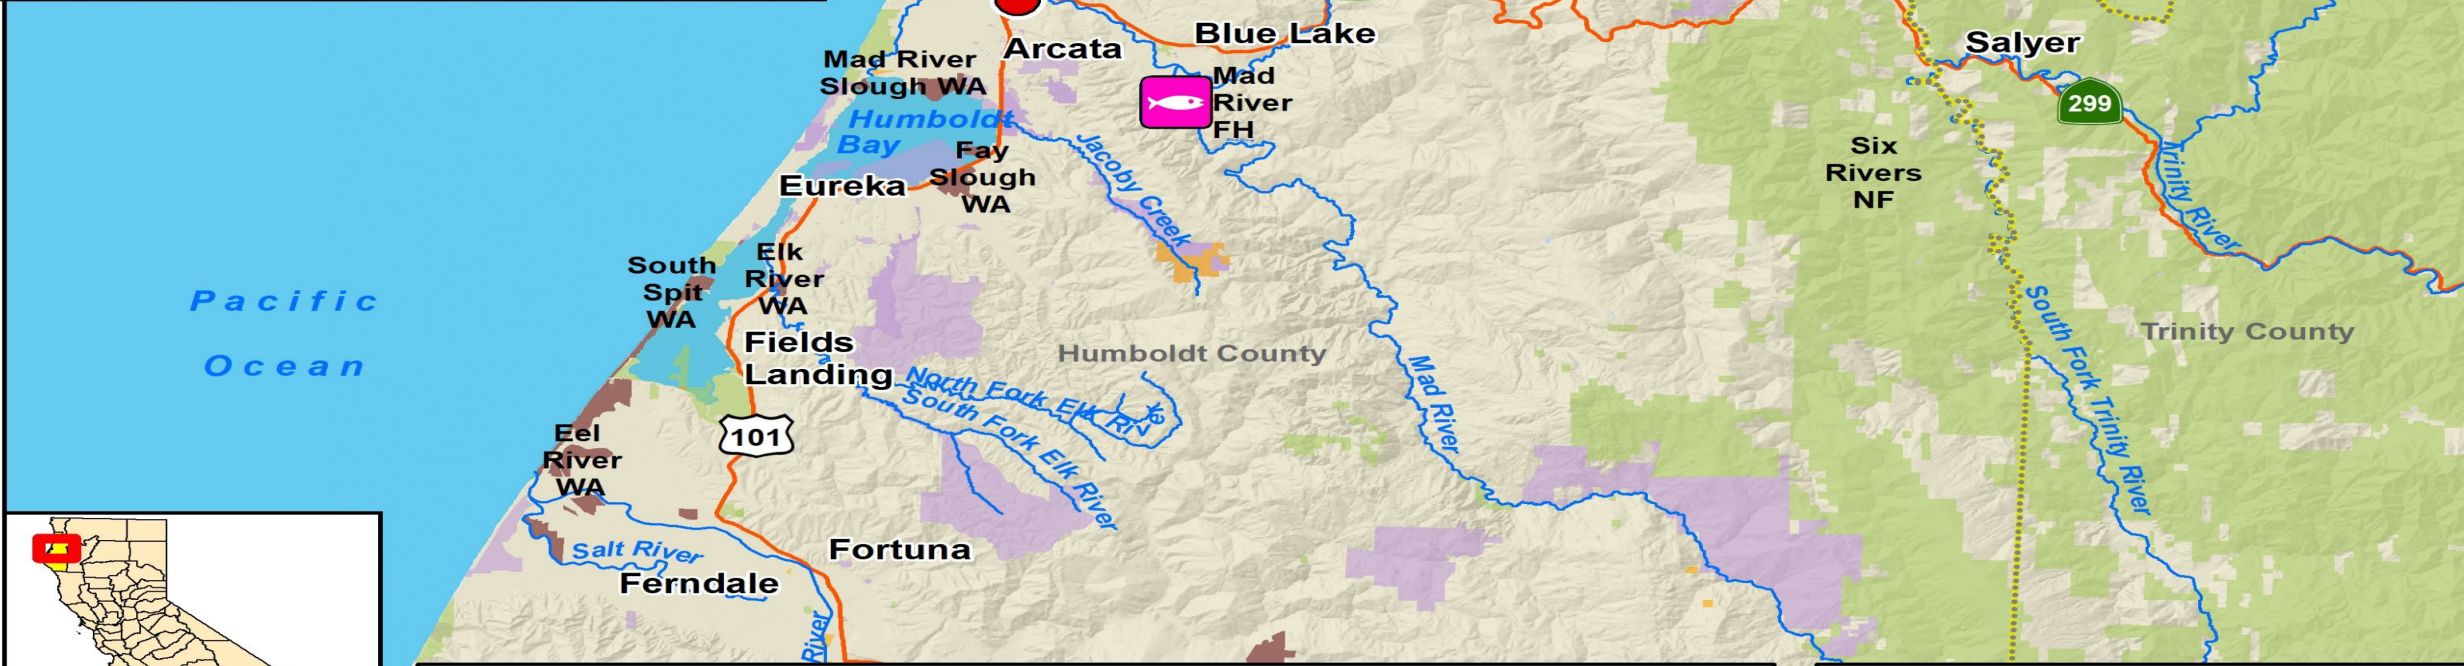 Blue Lake
Arcata
Salyer
Mad River
Slough WA
Mad
River
FH
299
Humboldt
Bay
Fay
Slough
WA
Jacoby Creek
Six
Rivers
NF
Trinity River
Eureka
Elk
River
WA
South
Spit
WA
Pacific
Ocean
Fields
Landing
Humboldt County
South Fork Trinity River
Trinity County
North Fork Elk River
South Fork Elk River
Mad River
101
Eel
River
WA
Salt River
Fortuna
Ferndale
River